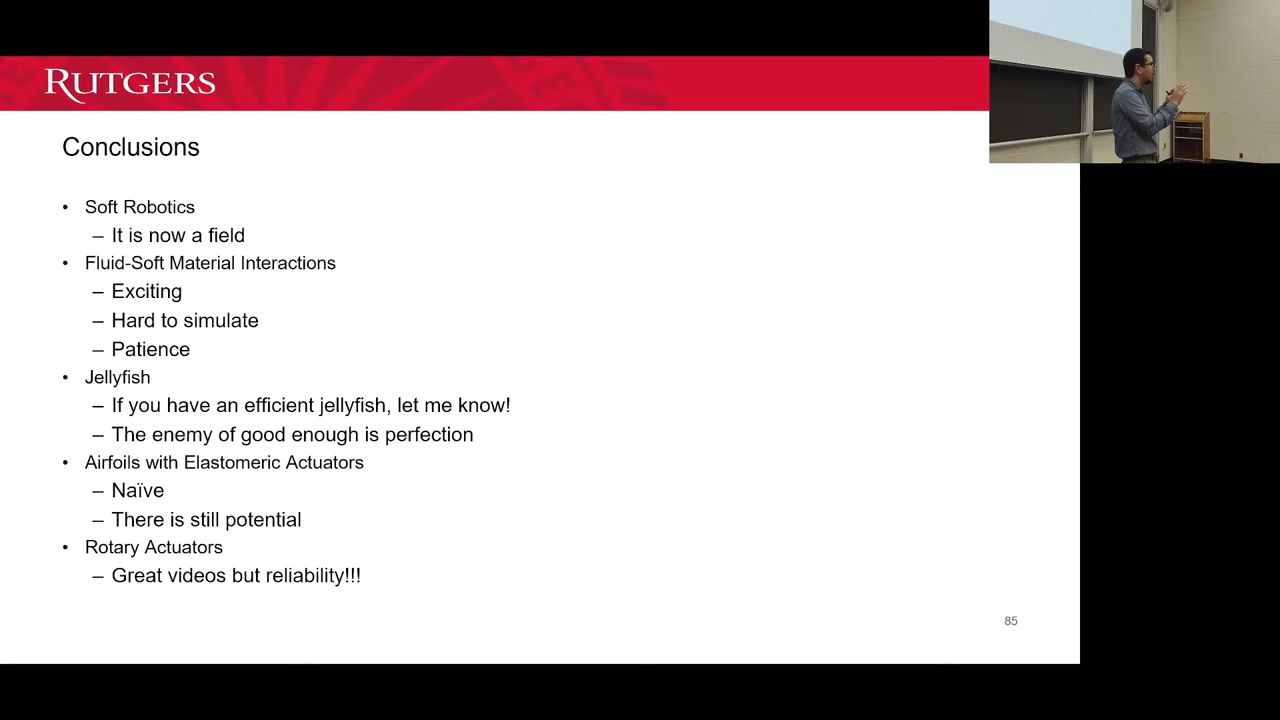 RUTGERS
Conclusions
• Soft Robotics
– It is now a field
• Fluid-Soft Material Interactions
– Exciting
– Hard to simulate
– Patience
• Jellyfish
– If you have an efficient jellyfish, let me know!
– The enemy of good enough is perfection
• Airfoils with Elastomeric Actuators
– Naïve
– There is still potential
• Rotary Actuators
– Great videos but reliability!!!
85